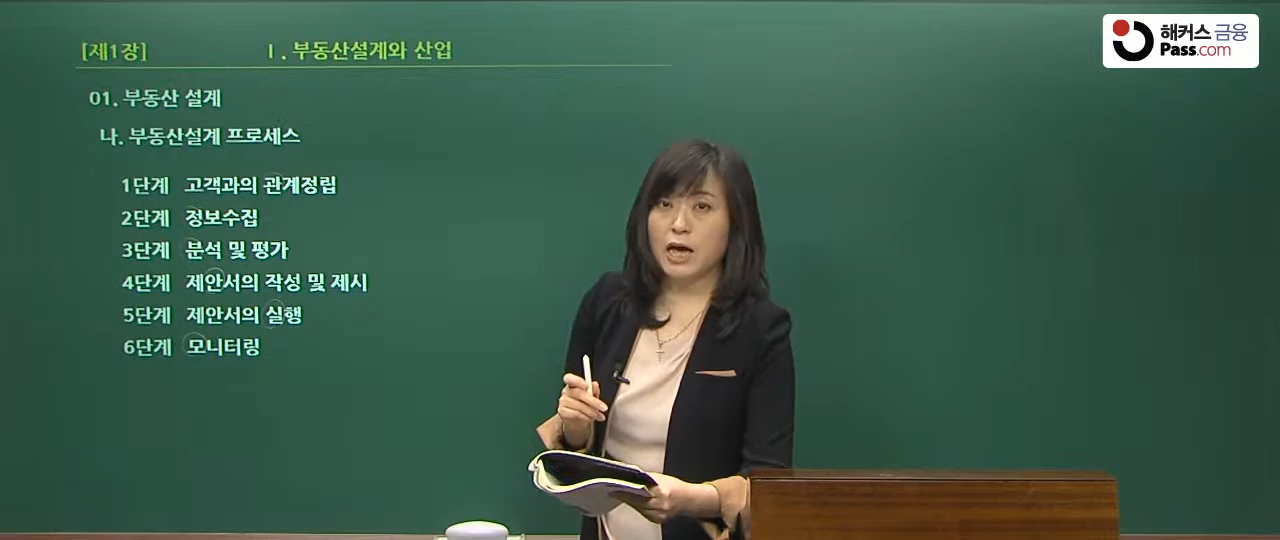 [제1장] Ⅰ. 부동산설계와 산업
해커스 금융
Pass.com
01. 부동산 설계
나. 부동산설계 프로세스
1단계 고객과의 관계정립
2단계 정보수집
3단계 분석 및 평가
4단계 제안서의 작성 및 제시
5단계 제안서의 실행
6단계 모니터링